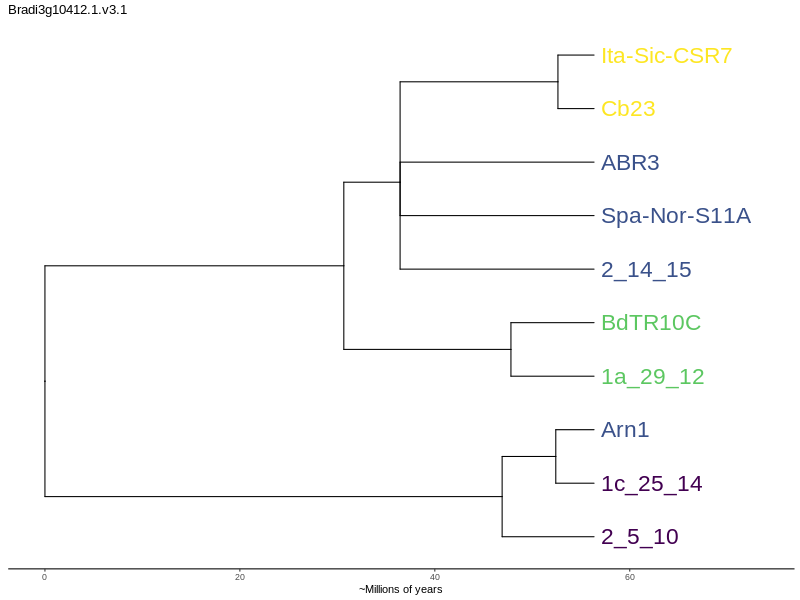 Bradi3g10412.1.v3.1
Ita-Sic-CSR7
Cb23
ABR3
Spa-Nor-S11A
2_14_15
BdTR10C
1a_29_12
Arn1
1c_25_14
2_5_10
0 20 40 60
~Millions of years